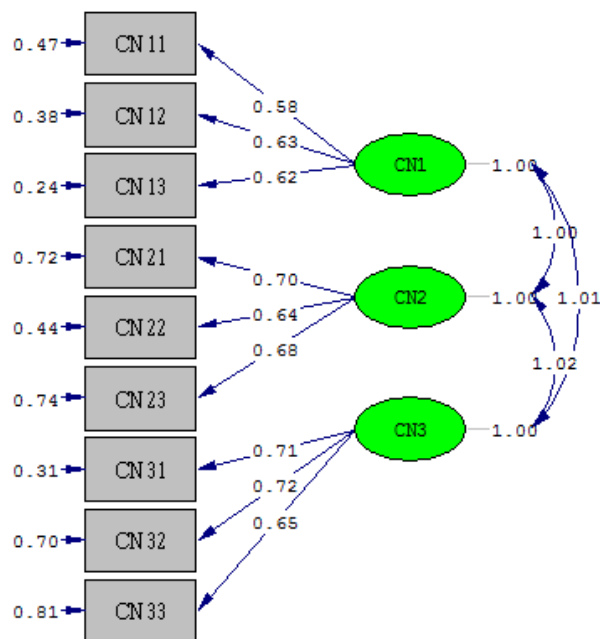 0.47 CN11
0.58
0.38 CN12
0.63
0.24 CN13
0.62
CN1 1.00
0.72 CN21
0.70
1.00
0.44 CN22
0.64
CN2 1.00
1.01
0.68
0.74 CN23
1.02
CN3 1.00
0.31 CN31
0.71
0.72
0.70 CN32
0.65
0.81 CN33